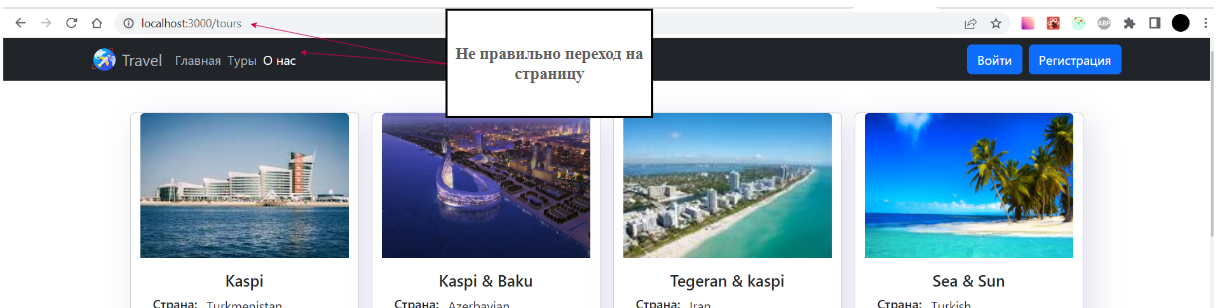 localhost:3000/tours
ABP
Travel Главная Туры О нас
Войти Регистрация
Не правильно переход на
страницу
Kaspi
Страна: Turkmenistan
Kaspi & Baku
Страна: Azerbayjan
Tegeran & kaspi
Страна: Iran
Sea & Sun
Страна: Turkish